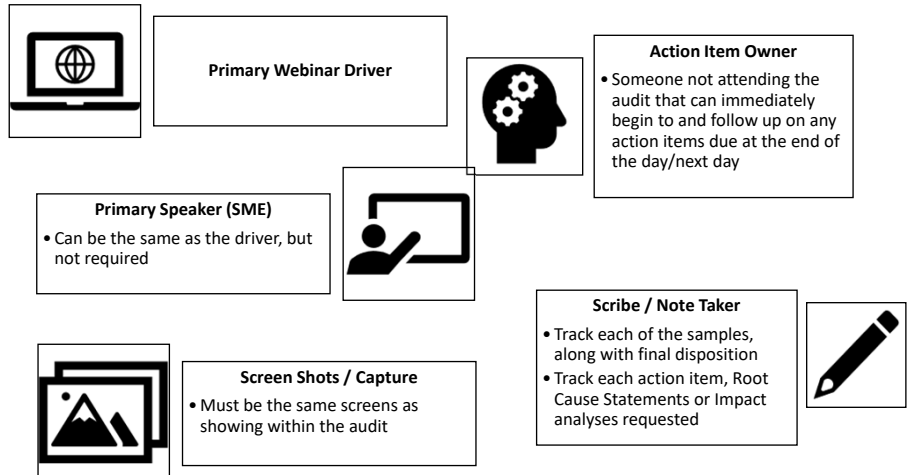 Primary Webinar Driver
Action Item Owner
• Someone not attending the
audit that can immediately
begin to and follow up on any
action items due at the end of
the day/next day
Primary Speaker (SME)
• Can be the same as the driver, but
not required
Scribe / Note Taker
• Track each of the samples,
along with final disposition
• Track each action item, Root
Cause Statements or Impact
analyses requested
Screen Shots / Capture
• Must be the same screens as
showing within the audit